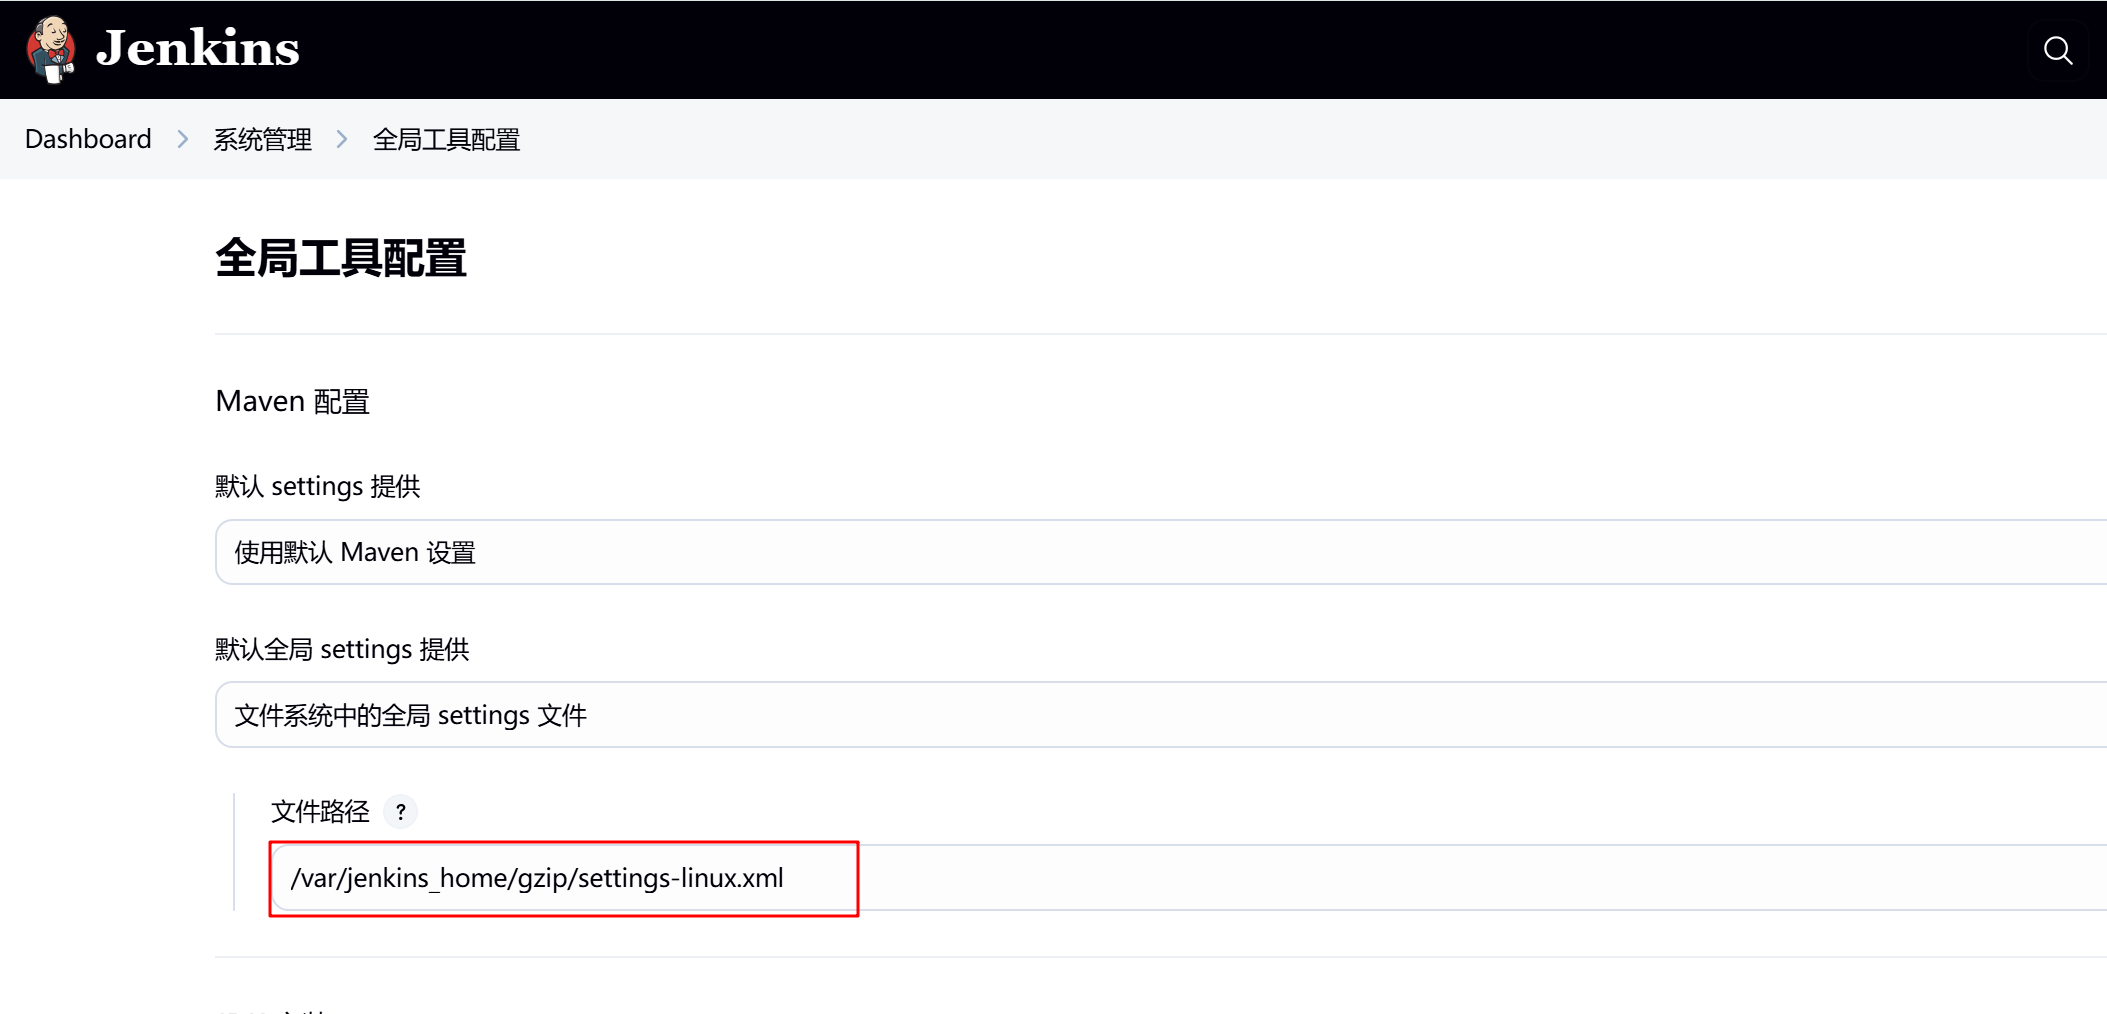 Jenkins
Dashboard 系统管理 全局工具配置
全局工具配置
Maven 配置
默认 settings 提供
使用默认 Maven 设置
默认全局 settings 提供
文件系统中的全局 settings 文件
文件路径 ?
/var/jenkins_home/gzip/settings-linux.xml